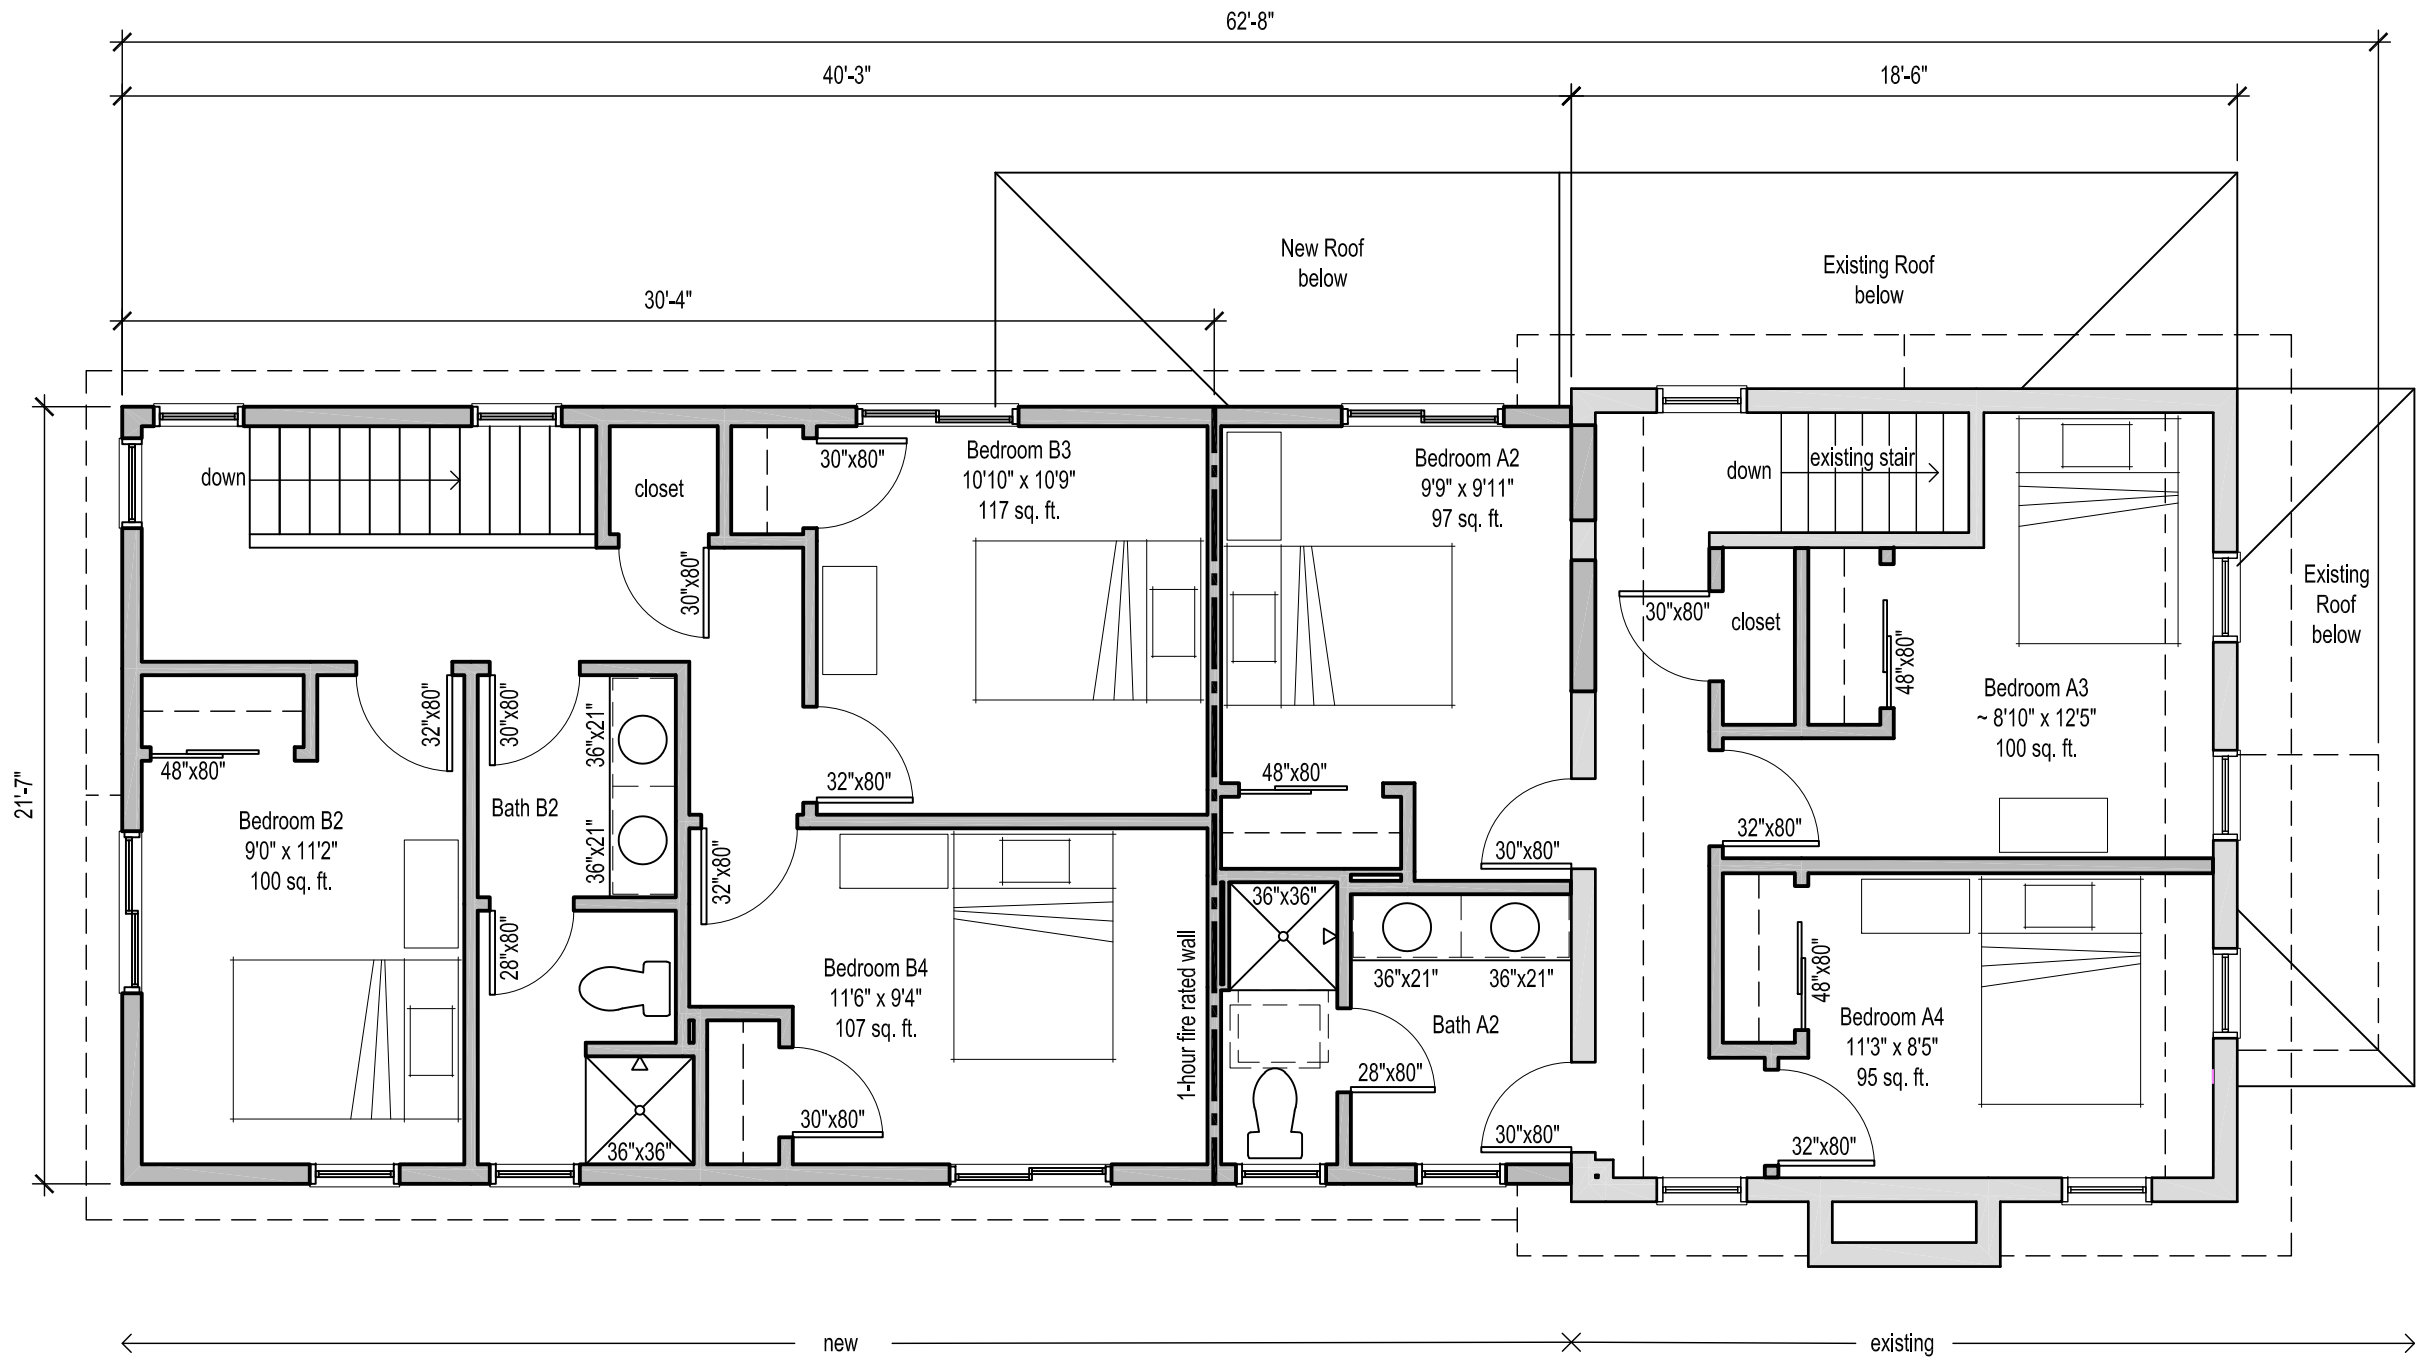 62'-8"
40'-3"
18'-6"
New Roof
below
Existing Roof
below
30'-4"
down
closet
30"x80"
Bedroom B3
10'10" x 10'9"
117 sq. ft.
Bedroom A2
9'9" x 9'11"
97 sq. ft.
down
existing stair
30"x80"
30"x80"
closet
48"x80"
Existing
Roof
below
Bedroom A3
~ 8'10" x 12'5"
100 sq. ft.
21'-7"
48"x80"
32"x80"
30"x80"
36"x21"
36"x21"
Bath B2
Bedroom B2
9'0" x 11'2"
100 sq. ft.
32"x80"
48"x80"
30"x80"
32"x80"
32"x80"
28"x80"
Bedroom B4
11'6" x 9'4"
107 sq. ft.
1-hour fire rated wall
36"x36"
36"x21"
36"x21"
Bath A2
28"x80"
48"x80"
Bedroom A4
11'3" x 8'5"
95 sq. ft.
36"x36"
30"x80"
30"x80"
32"x80"
new
existing